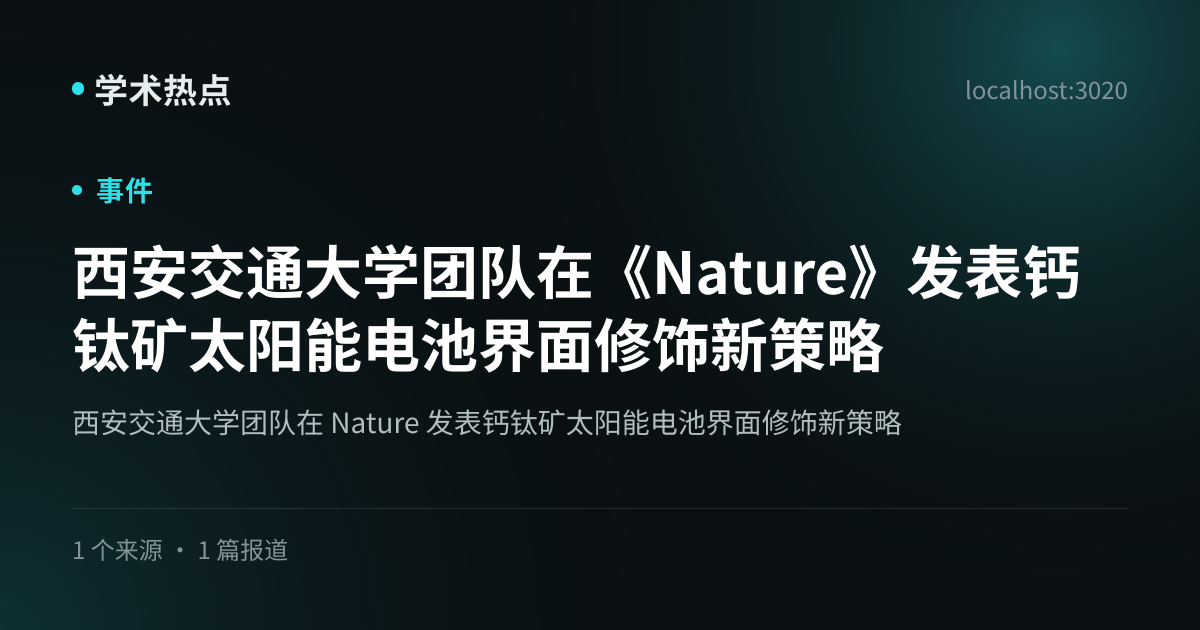 学术热点
localhost:3020
事件
西安交通大学团队在《Nature》发表钙
钛矿太阳能电池界面修饰新策略
西安交通大学团队在 Nature 发表钙钛矿太阳能电池界面修饰新策略
1 个来源 · 1 篇报道